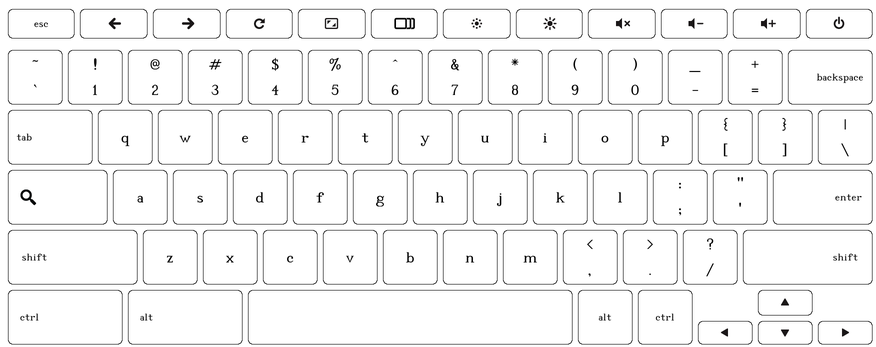 esc
~ ! @ # $ % ^ & * ( ) _ +
` 1 2 3 4 5 6 7 8 9 0 - = backspace
tab q w e r t y u i o p { [ } ] | \
a s d f g h j k l : ; " ' enter
shift z x c v b n m < , > . ? / shift
ctrl alt alt ctrl